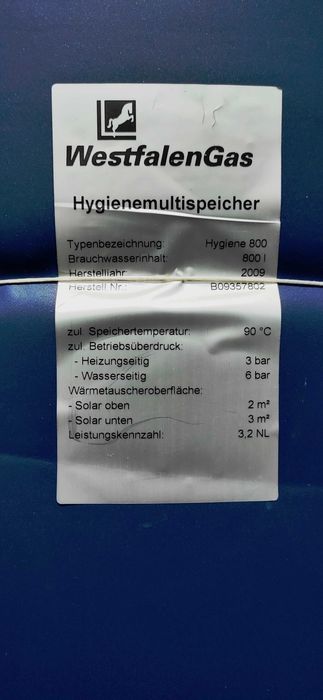 WestfalenGas
Hygienemultispeicher
Typenbezeichnung: Hygiene 800
Brauchwasserinhalt: 800 l
Herstelljahr: 2009
Herstell Nr.: B09357802
zul. Speichertemperatur: 90 °C
zul. Betriebsüberdruck:
- Heizungseitig 3 bar
- Wasserseitig 6 bar
Wärmetauscheroberfläche:
- Solar oben 2 m²
- Solar unten 3 m²
Leistungskennzahl: 3,2 NL